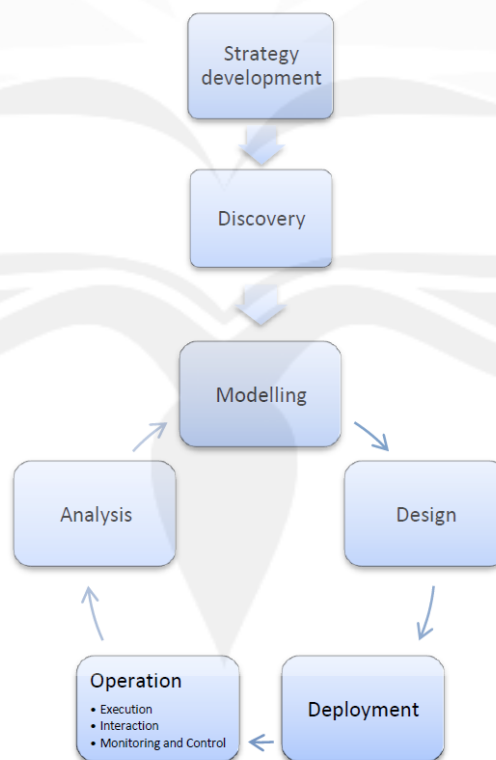 Strategy
development
Discovery
Modelling
Analysis
Design
Operation
• Execution
• Interaction
• Monitoring and Control
Deployment